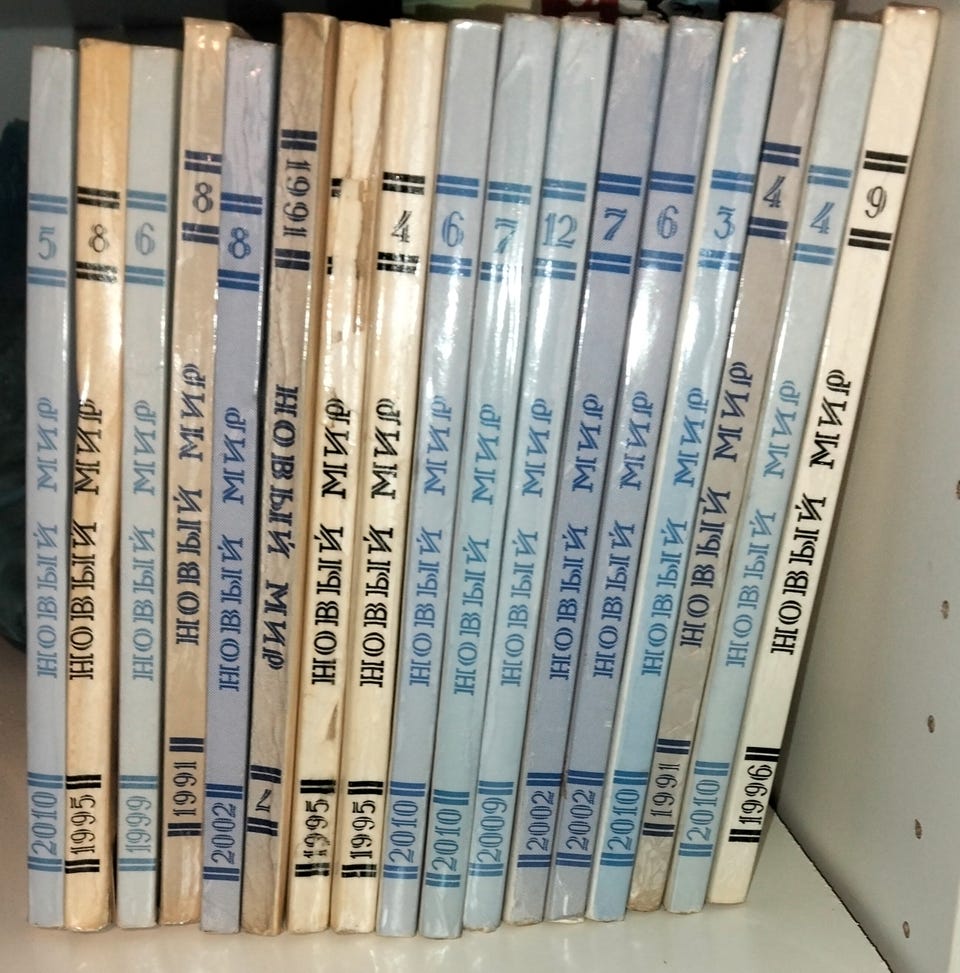 5 НОВЫЙ МИР 2010
8 НОВЫЙ МИР 1995
6 НОВЫЙ МИР 1999
8 НОВЫЙ МИР 1991
8 НОВЫЙ МИР 2002
1991 НОВЫЙ МИР 7
НОВЫЙ МИР 1995
4 НОВЫЙ МИР 1995
6 НОВЫЙ МИР 2010
7 НОВЫЙ МИР 2010
12 НОВЫЙ МИР 2009
7 НОВЫЙ МИР 2002
6 НОВЫЙ МИР 2002
3 НОВЫЙ МИР 2010
4 НОВЫЙ МИР 1991
4 НОВЫЙ МИР 2010
9 НОВЫЙ МИР 1996